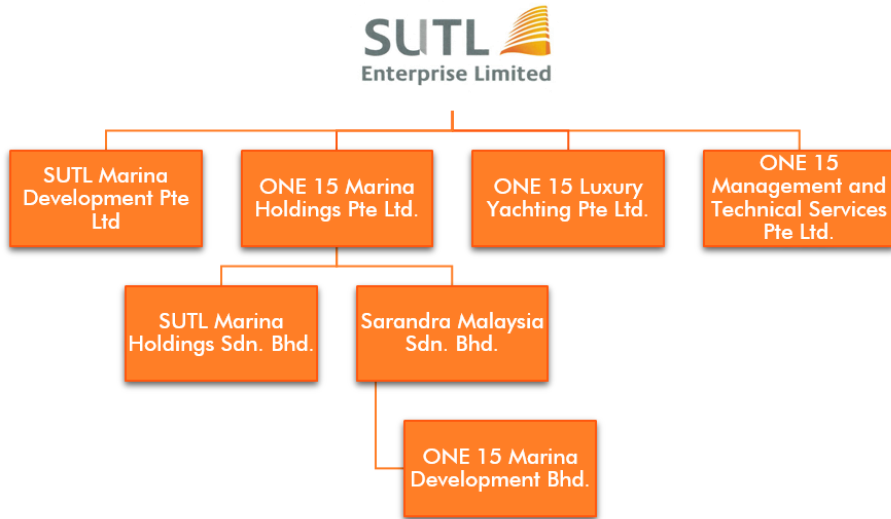 SUTL
Enterprise Limited
SUTL Marina
Development Pte
Ltd
ONE 15 Marina
Holdings Pte Ltd.
ONE 15 Luxury
Yachting Pte Ltd.
ONE 15
Management and
Technical Services
Pte Ltd.
SUTL Marina
Holdings Sdn. Bhd.
Sarandra Malaysia
Sdn. Bhd.
ONE 15 Marina
Development Bhd.